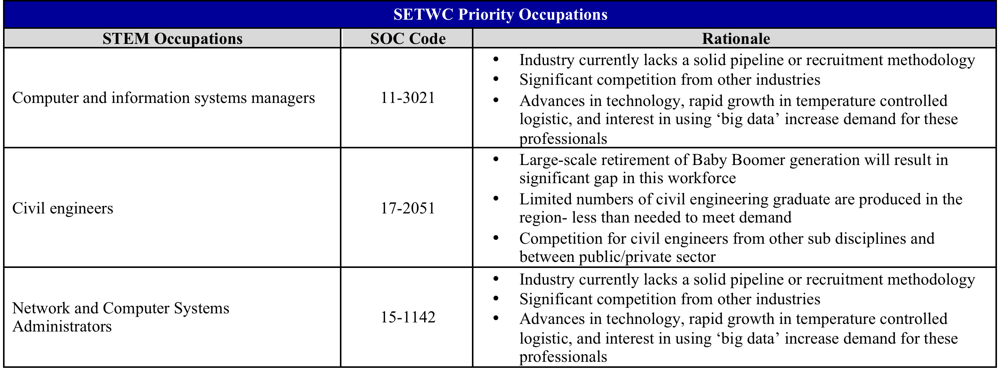 SETWC Priority Occupations
STEM Occupations
SOC Code
Rationale
Computer and information systems managers
11-3021
• Industry currently lacks a solid pipeline or recruitment methodology
• Significant competition from other industries
• Advances in technology, rapid growth in temperature controlled
logistic, and interest in using ‘big data’ increase demand for these
professionals
Civil engineers
17-2051
• Large-scale retirement of Baby Boomer generation will result in
significant gap in this workforce
• Limited numbers of civil engineering graduate are produced in the
region- less than needed to meet demand
• Competition for civil engineers from other sub disciplines and
between public/private sector
Network and Computer Systems
Administrators
15-1142
• Industry currently lacks a solid pipeline or recruitment methodology
• Significant competition from other industries
• Advances in technology, rapid growth in temperature controlled
logistic, and interest in using ‘big data’ increase demand for these
professionals